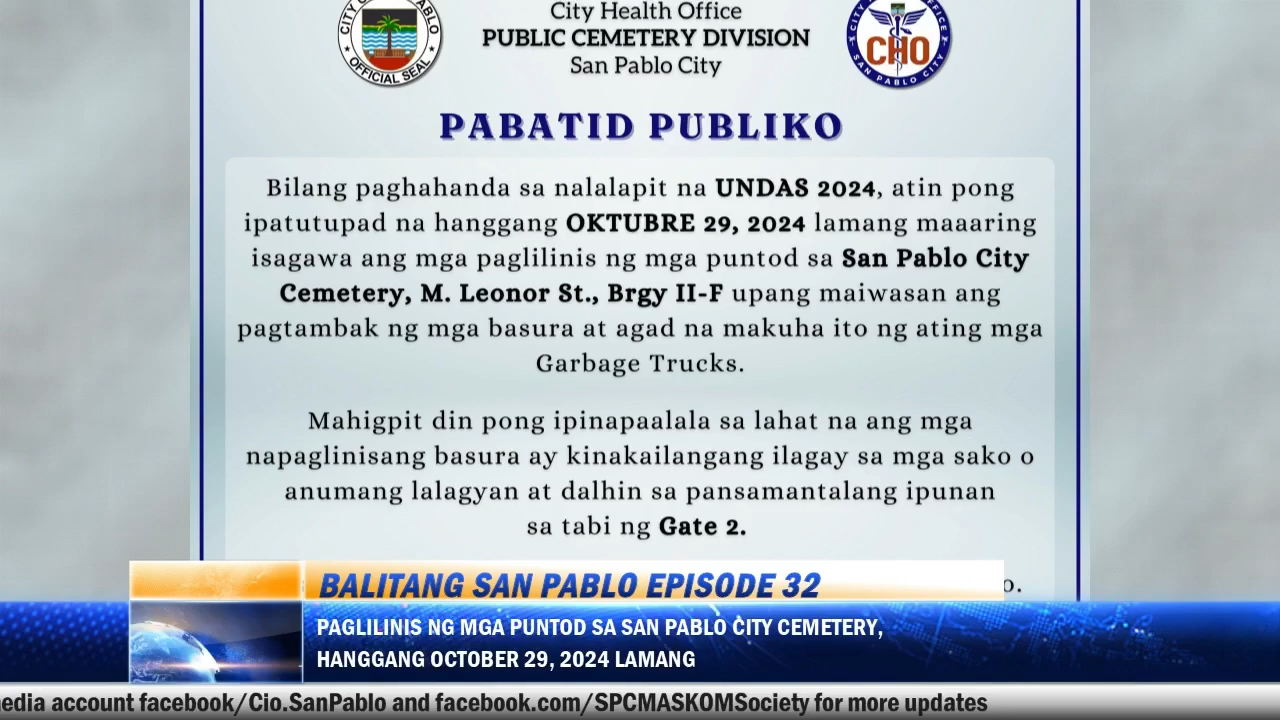 City Health Office
PUBLIC CEMETERY DIVISION
San Pablo City
OFFICIAL SEAL
CHO
SAN PABLO CITY
PABATID PUBLIKO
Bilang paghahanda sa nalalapit na UNDAS 2024, atin pong
ipatutupad na hanggang OKTUBRE 29, 2024 lamang maaaring
isagawa ang mga paglilinis ng mga puntod sa San Pablo City
Cemetery, M. Leonor St., Brgy II-F upang maiwasan ang
pagtambak ng mga basura at agad na makuha ito ng ating mga
Garbage Trucks.
Mahigpit din pong ipinapaalala sa lahat na ang mga
napaglinisang basura ay kinakailangang ilagay sa mga sako o
anumang lalagyan at dalhin sa pansamantalang ipunan
sa tabi ng Gate 2.
o.
BALITANG SAN PABLO EPISODE 32
PAGLILINIS NG MGA PUNTOD SA SAN PABLO CITY CEMETERY,
HANGGANG OCTOBER 29, 2024 LAMANG
account facebook/Cio.SanPablo and facebook.com/SPCMASKOMSociety for more updates